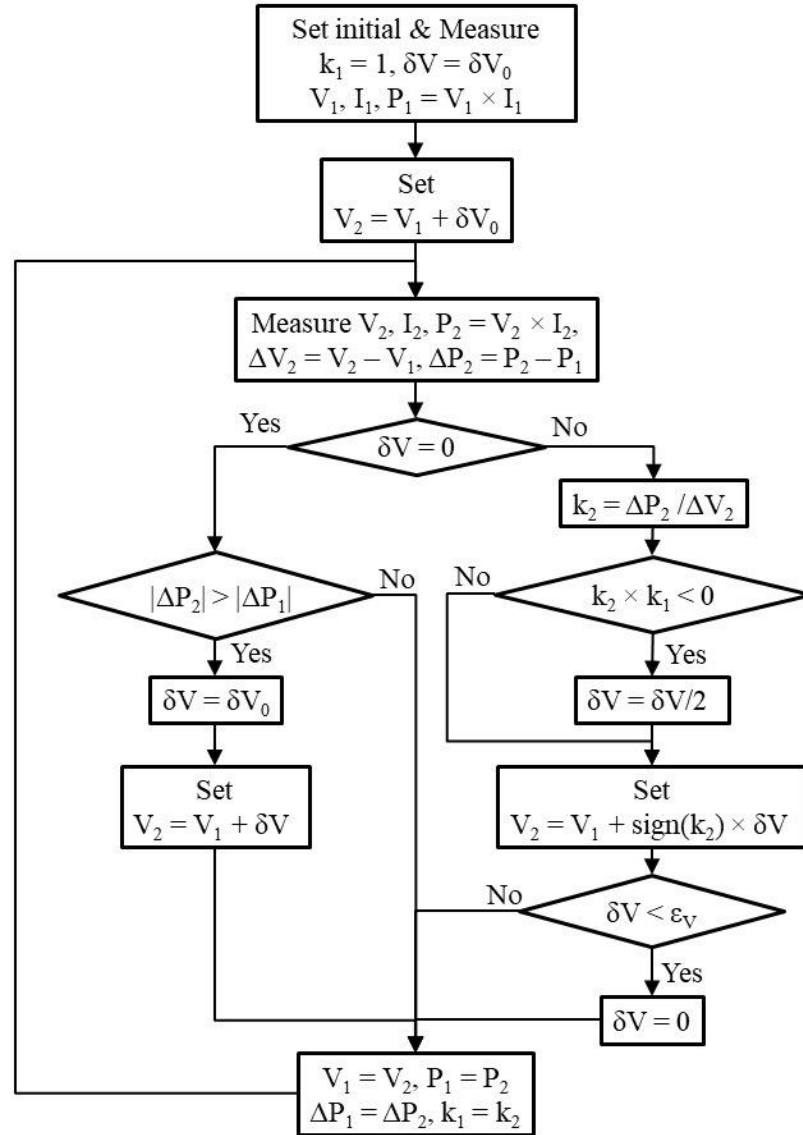 Set initial & Measure
k₁ = 1, δV = δV₀
V₁, I₁, P₁ = V₁ × I₁
Set
V₂ = V₁ + δV₀
Measure V₂, I₂, P₂ = V₂ × I₂,
ΔV₂ = V₂ − V₁, ΔP₂ = P₂ − P₁
Yes
δV = 0
No
k₂ = ΔP₂ /ΔV₂
|ΔP₂| > |ΔP₁|
No
No
k₂ × k₁ < 0
Yes
Yes
δV = δV₀
δV = δV/2
Set
V₂ = V₁ + δV
Set
V₂ = V₁ + sign(k₂) × δV
No
δV < εV
Yes
δV = 0
V₁ = V₂, P₁ = P₂
ΔP₁ = ΔP₂, k₁ = k₂